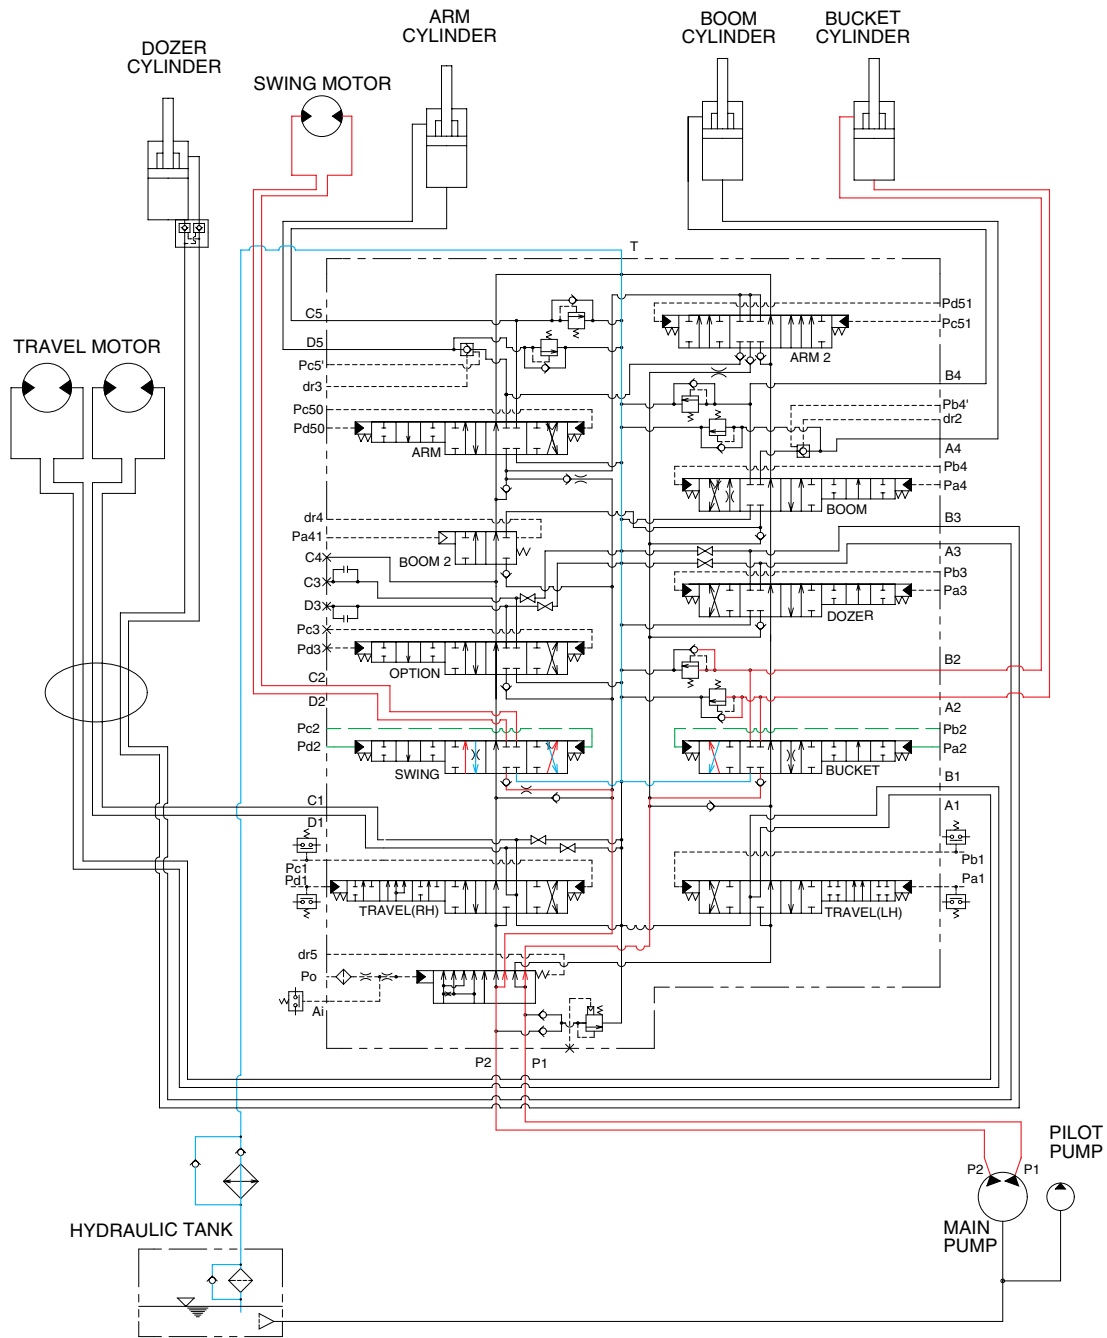 ARM
CYLINDER
BOOM
CYLINDER
BUCKET
CYLINDER
DOZER
CYLINDER
SWING MOTOR
T
C5
D5
Pc5'
dr3
Pc50
Pd50
ARM
Pd51
Pc51
ARM 2
B4
Pb4'
dr2
A4
Pb4
Pa4
BOOM
TRAVEL MOTOR
dr4
Pa41
BOOM 2
C4
C3
D3
Pc3
Pd3
OPTION
B3
A3
Pb3
Pa3
DOZER
C2
D2
Pc2
Pd2
SWING
B2
A2
Pb2
Pa2
BUCKET
C1
D1
Pc1
Pd1
TRAVEL(RH)
B1
A1
Pb1
Pa1
TRAVEL(LH)
dr5
Po
Ai
P2
P1
PILOT
PUMP
P2
P1
MAIN
PUMP
HYDRAULIC TANK